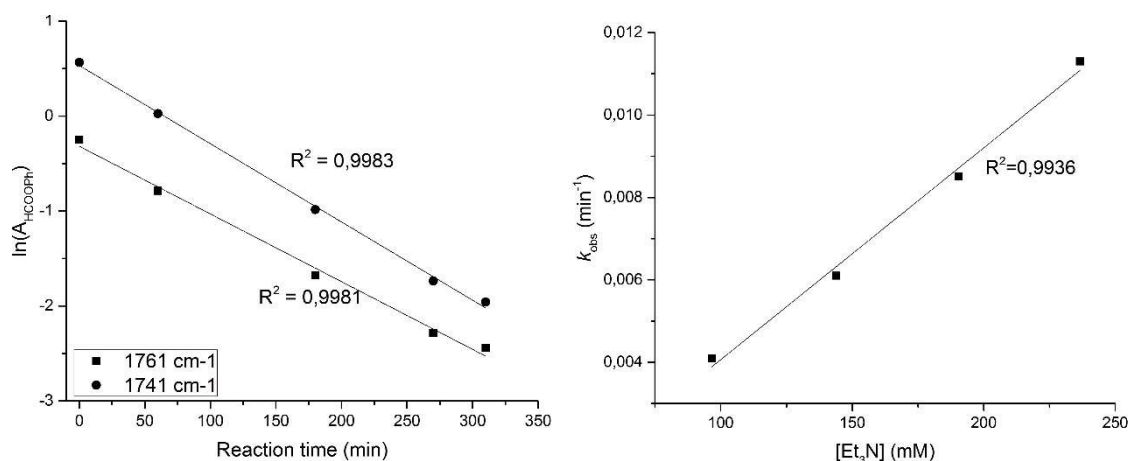 1
0
-1
-2
-3
ln(A_HCOOPh)
R² = 0,9983
R² = 0,9981
1761 cm-1
1741 cm-1
0 50 100 150 200 250 300 350
Reaction time (min)
0,012
0,010
0,008
0,006
0,004
k_obs (min⁻¹)
R²=0,9936
100 150 200 250
[Et₃N] (mM)